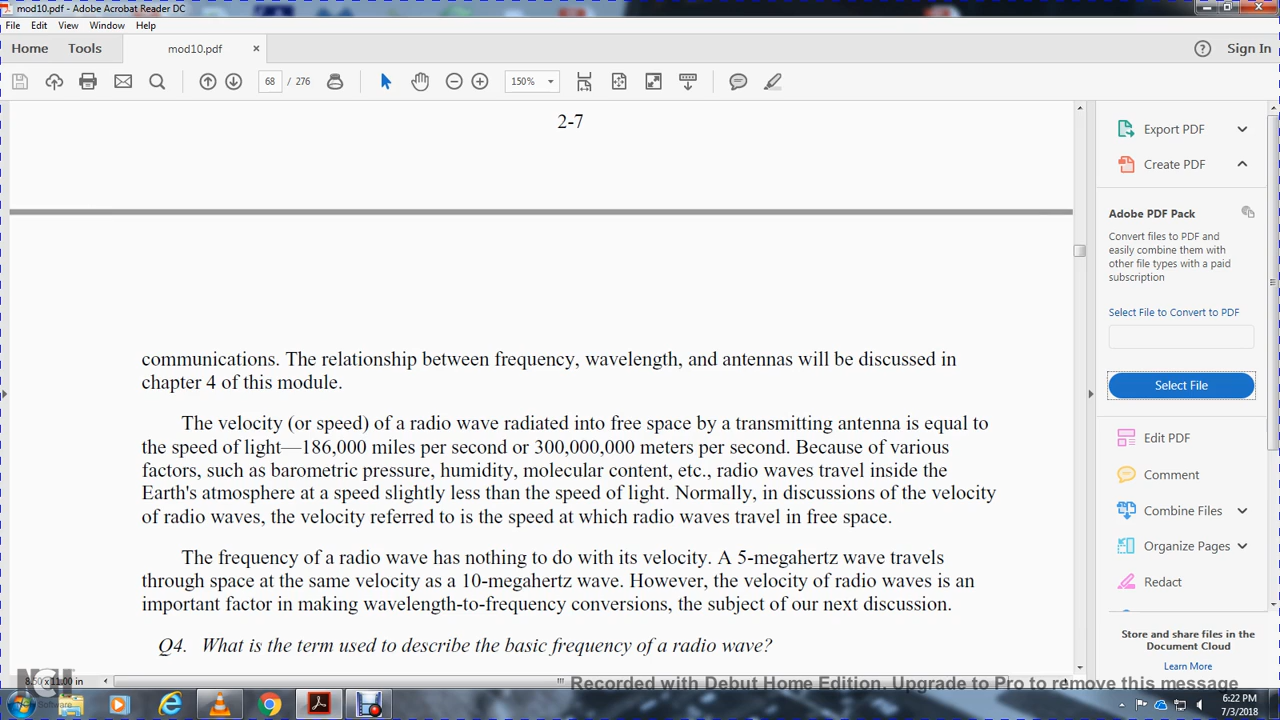 mod10.pdf - Adobe Acrobat Reader DC
File Edit View Window Help
Home Tools mod10.pdf × Sign In
68 / 276 150%
2-7
communications. The relationship between frequency, wavelength, and antennas will be discussed in
chapter 4 of this module.
The velocity (or speed) of a radio wave radiated into free space by a transmitting antenna is equal to
the speed of light—186,000 miles per second or 300,000,000 meters per second. Because of various
factors, such as barometric pressure, humidity, molecular content, etc., radio waves travel inside the
Earth's atmosphere at a speed slightly less than the speed of light. Normally, in discussions of the velocity
of radio waves, the velocity referred to is the speed at which radio waves travel in free space.
The frequency of a radio wave has nothing to do with its velocity. A 5-megahertz wave travels
through space at the same velocity as a 10-megahertz wave. However, the velocity of radio waves is an
important factor in making wavelength-to-frequency conversions, the subject of our next discussion.
Q4. What is the term used to describe the basic frequency of a radio wave?
8.50 x 11.00 in
Export PDF
Create PDF
Adobe PDF Pack
Convert files to PDF and
easily combine them with
other file types with a paid
subscription
Select File to Convert to PDF
Select File
Edit PDF
Comment
Combine Files
Organize Pages
Redact
Store and share files in the
Document Cloud
Learn More
NCH Software
Recorded with Debut Home Edition. Upgrade to Pro to remove this message
6:22 PM
7/3/2018